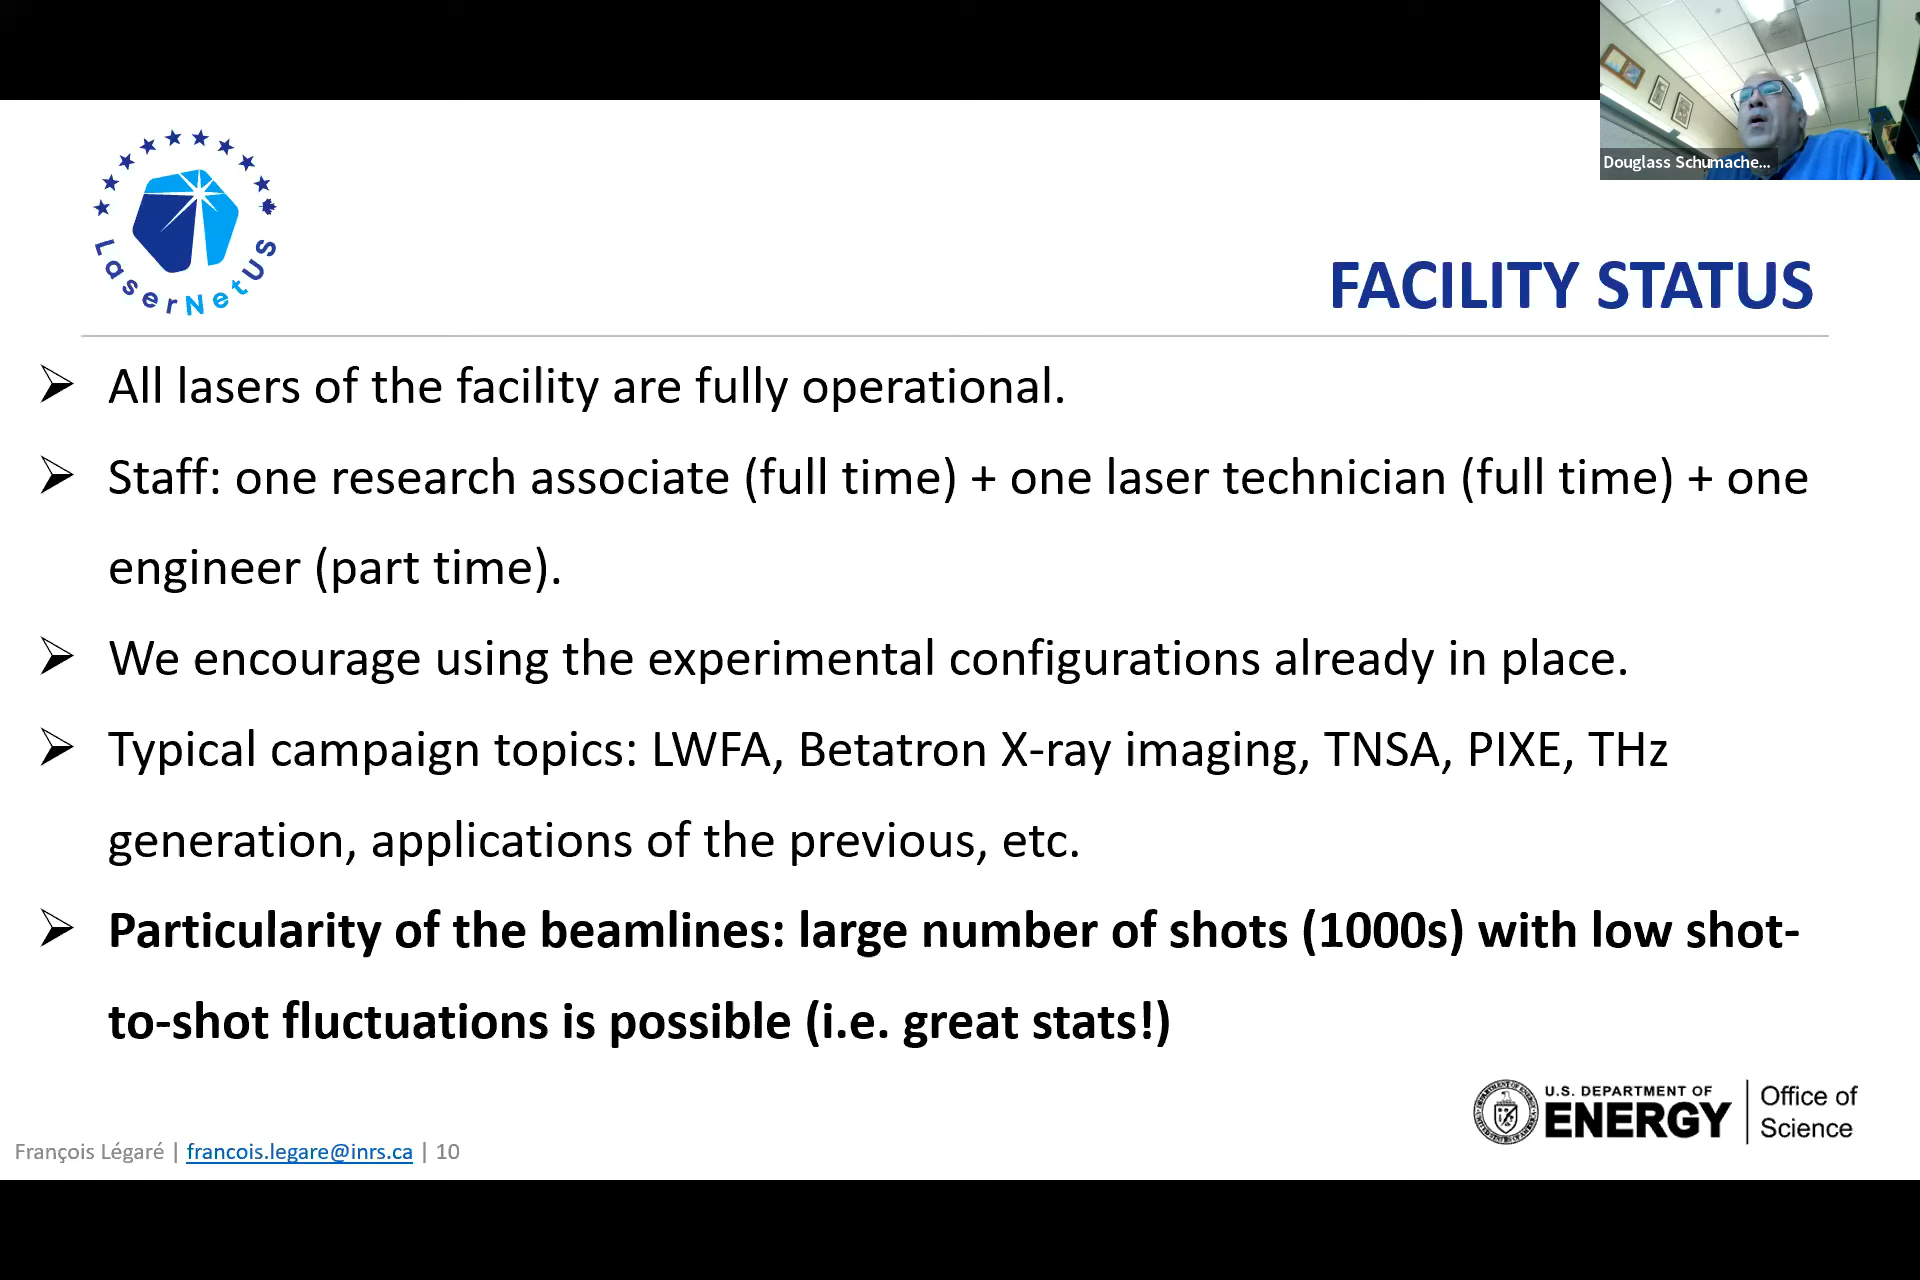 Douglass Schumache...
LaserNetUS
FACILITY STATUS
➢ All lasers of the facility are fully operational.
➢ Staff: one research associate (full time) + one laser technician (full time) + one
engineer (part time).
➢ We encourage using the experimental configurations already in place.
➢ Typical campaign topics: LWFA, Betatron X-ray imaging, TNSA, PIXE, THz
generation, applications of the previous, etc.
➢ Particularity of the beamlines: large number of shots (1000s) with low shot-
to-shot fluctuations is possible (i.e. great stats!)
U.S. DEPARTMENT OF
ENERGY
Office of
Science
François Légaré | francois.legare@inrs.ca | 10